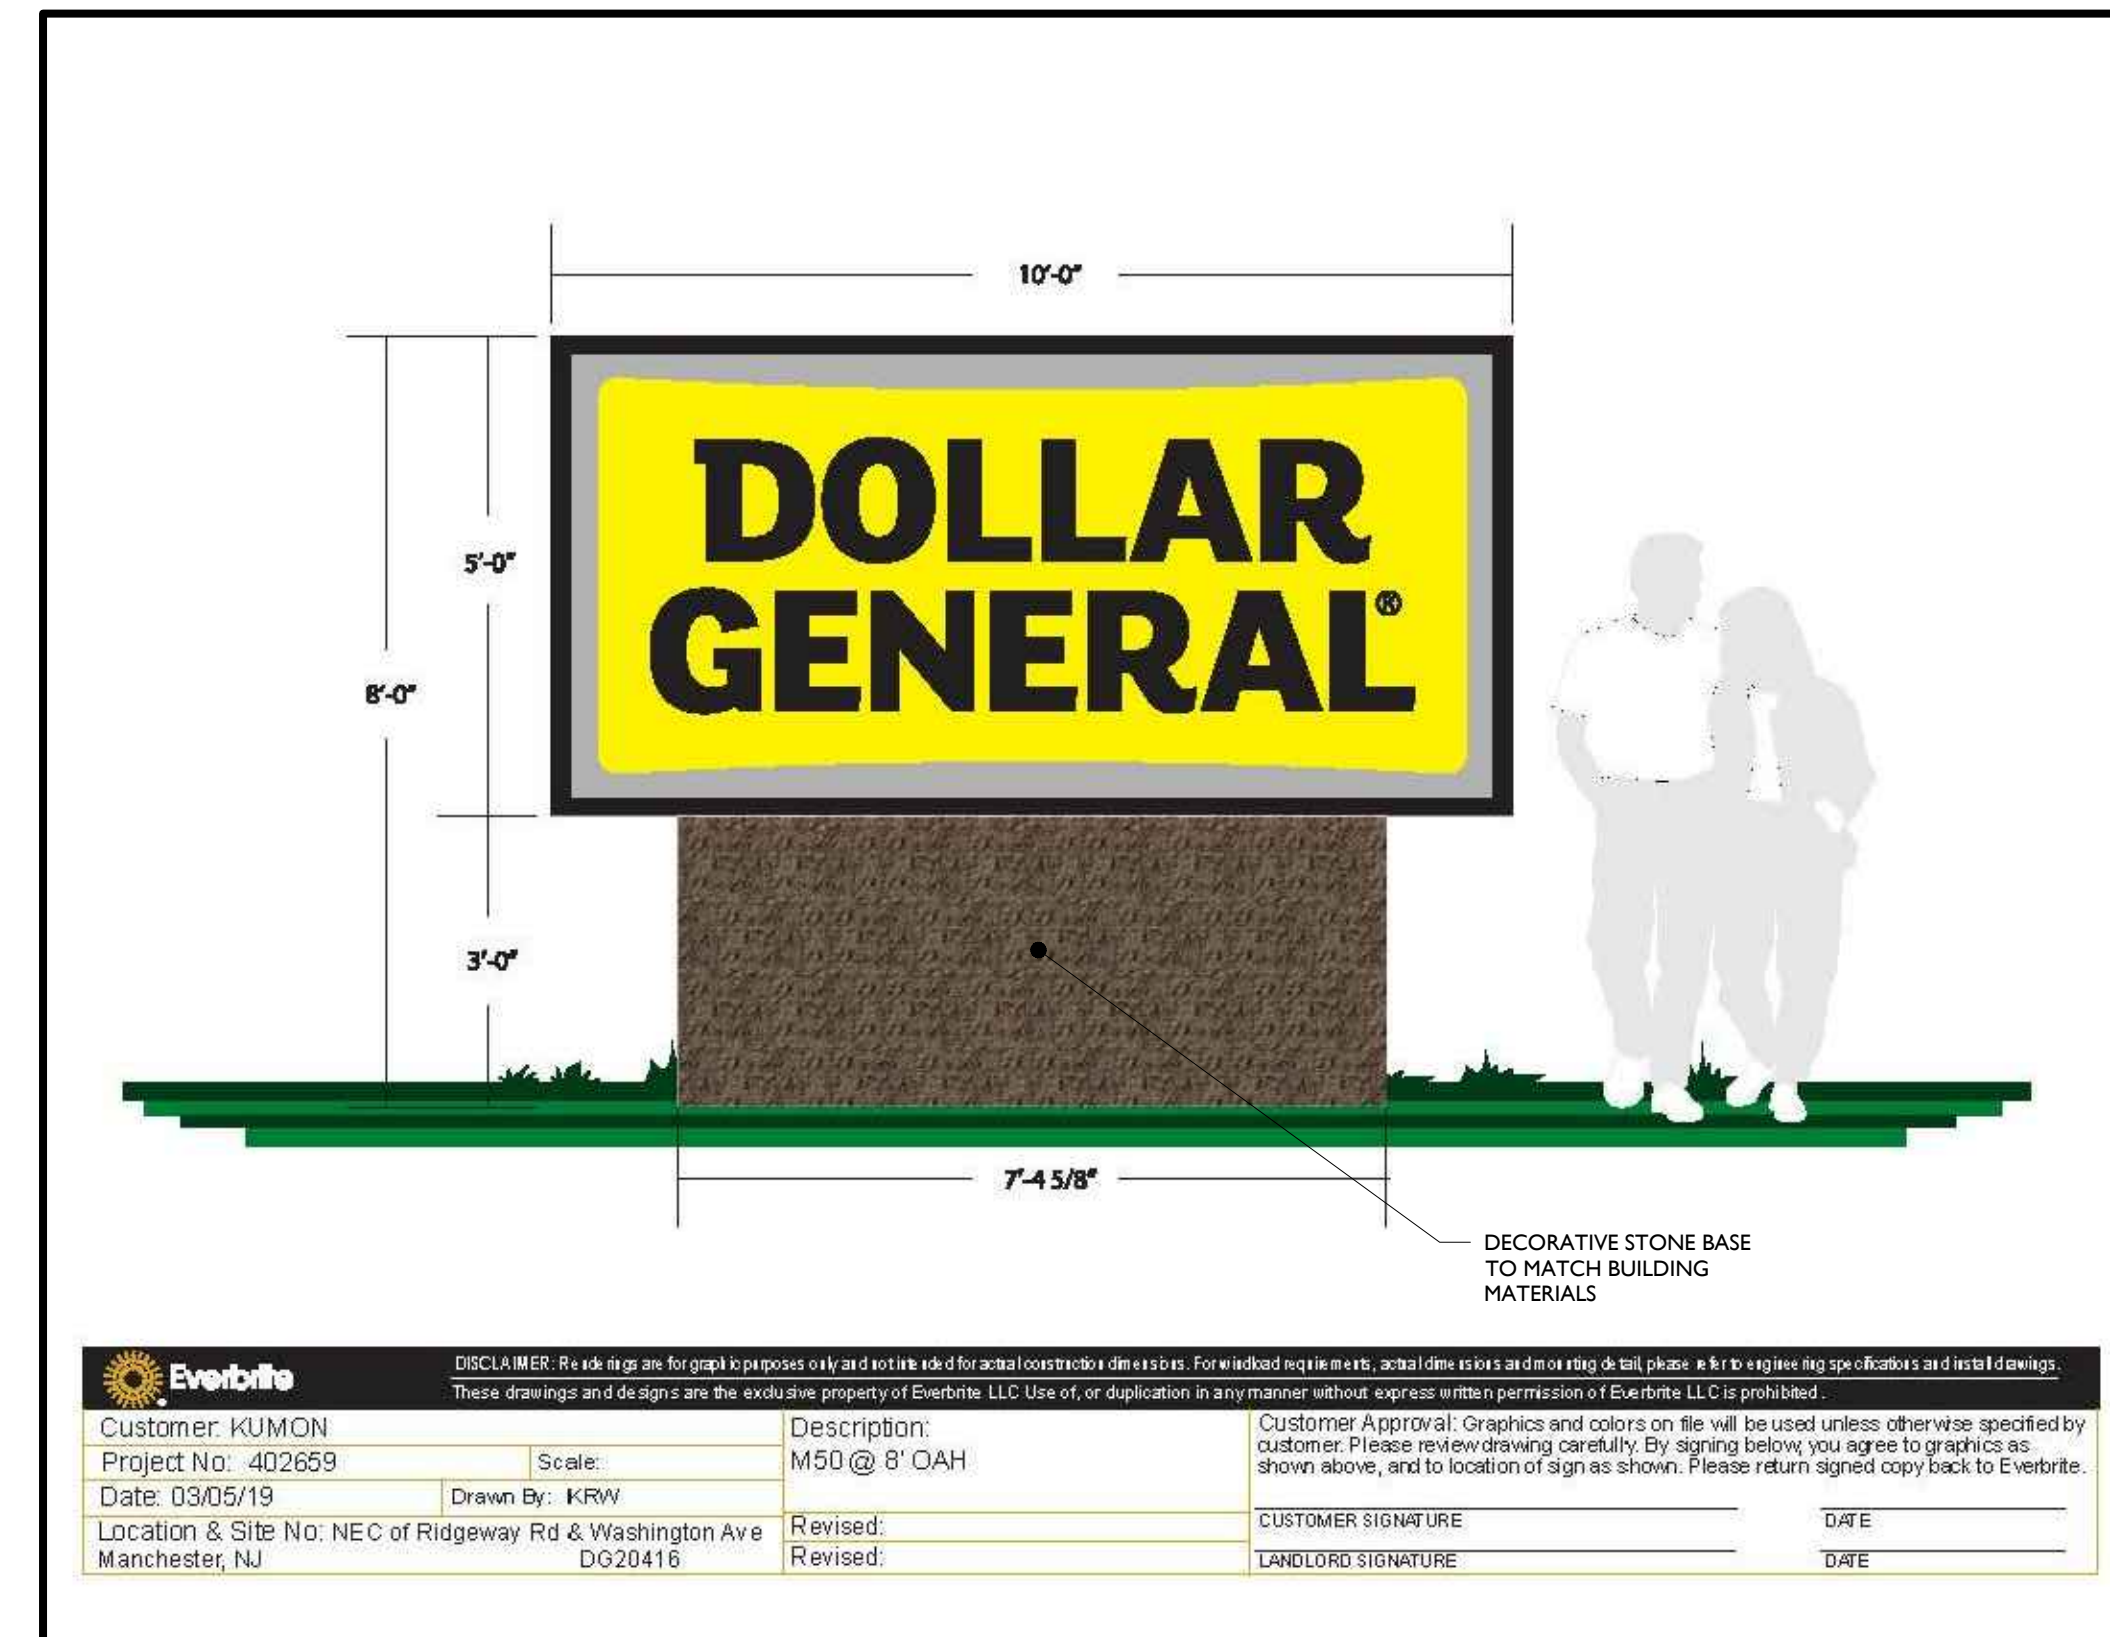 10'-0"
DOLLAR
GENERAL®
5'-0"
8'-0"
3'-0"
7'-4 5/8"
DECORATIVE STONE BASE
TO MATCH BUILDING
MATERIALS
Everbrite
DISCLAIMER: Renderings are for graphic purposes only and not intended for actual construction dimensions. For windload requirements, actual dimensions and mounting detail, please refer to engineering specifications and install drawings.
These drawings and designs are the exclusive property of Everbrite LLC Use of, or duplication in any manner without express written permission of Everbrite LLC is prohibited.
Customer: KUMON
Project No: 402659
Scale:
Date: 03/05/19
Drawn By: KRW
Location & Site No: NEC of Ridgeway Rd & Washington Ave
Manchester, NJ DG20416
Description:
M50 @ 8' OAH
Revised:
Revised:
Customer Approval: Graphics and colors on file will be used unless otherwise specified by
customer. Please review drawing carefully. By signing below, you agree to graphics as
shown above, and to location of sign as shown. Please return signed copy back to Everbrite.
CUSTOMER SIGNATURE DATE
LANDLORD SIGNATURE DATE